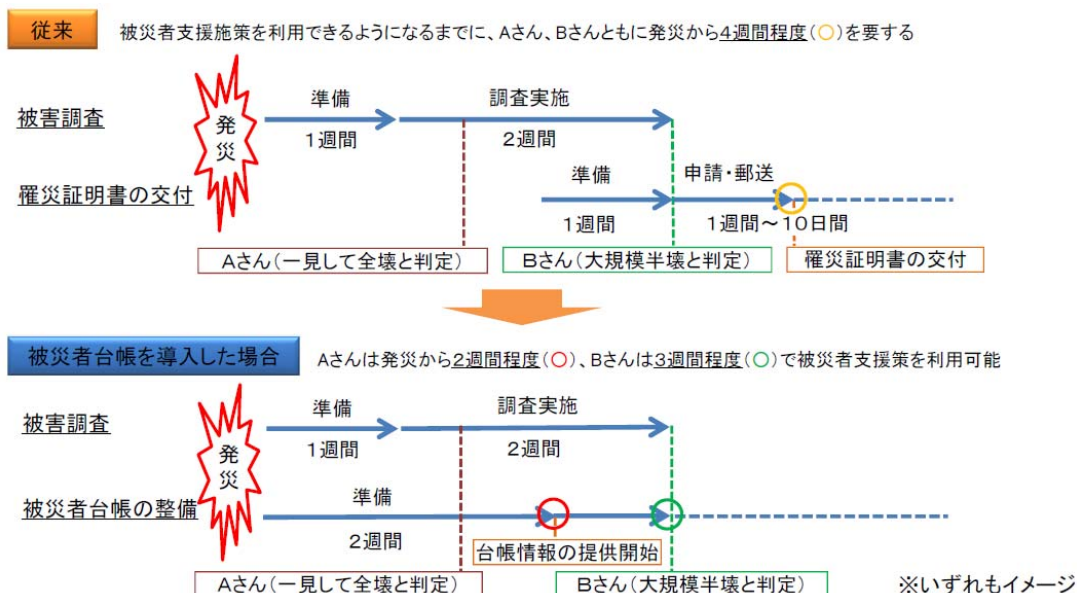 従来
被災者支援施策を利用できるようになるまでに、Aさん、Bさんともに発災から4週間程度(○)を要する
被害調査
発災
準備
1週間
調査実施
2週間
罹災証明書の交付
準備
1週間
申請・郵送
1週間～10日間
Aさん(一見して全壊と判定)
Bさん(大規模半壊と判定)
罹災証明書の交付
被災者台帳を導入した場合
Aさんは発災から2週間程度(○)、Bさんは3週間程度(○)で被災者支援策を利用可能
被害調査
発災
準備
1週間
調査実施
2週間
被災者台帳の整備
準備
2週間
台帳情報の提供開始
Aさん(一見して全壊と判定)
Bさん(大規模半壊と判定)
※いずれもイメージ